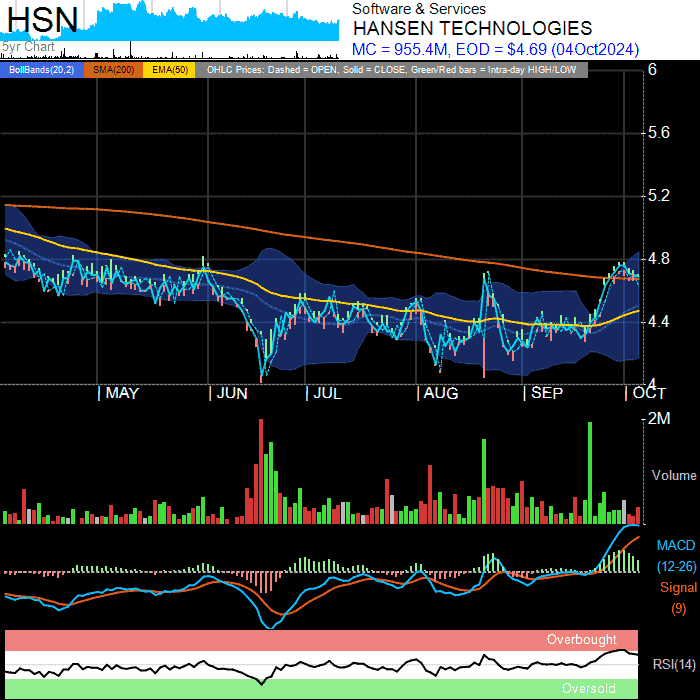 HSN
5yr Chart
Software & Services
HANSEN TECHNOLOGIES
MC = 955.4M, EOD = $4.69 (04Oct2024)
BollBands(20,2) SMA(200) EMA(50) OHLC Prices: Dashed = OPEN, Solid = CLOSE, Green/Red bars = Intra-day HIGH/LOW
6
5.6
5.2
4.8
4.4
4
MAY JUN JUL AUG SEP OCT
2M
Volume
MACD
(12-26)
Signal
(9)
Overbought
RSI(14)
Oversold